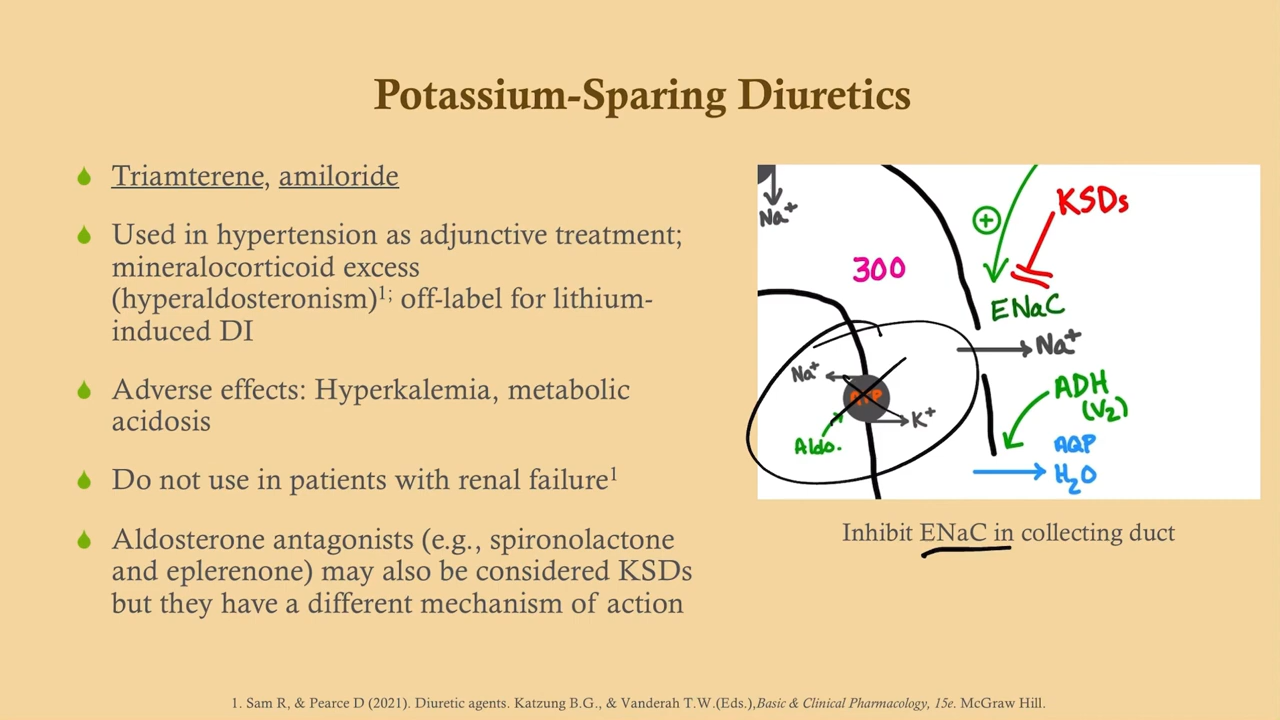 Potassium-Sparing Diuretics
Triamterene, amiloride
Used in hypertension as adjunctive treatment;
mineralocorticoid excess
(hyperaldosteronism)1; off-label for lithium-
induced DI
Adverse effects: Hyperkalemia, metabolic
acidosis
Do not use in patients with renal failure1
Aldosterone antagonists (e.g., spironolactone
and eplerenone) may also be considered KSDs
but they have a different mechanism of action
Na+
+
KSDs
300
ENaC
Na+
Na+
ATP
K+
Aldo.
ADH
(V2)
AQP
H2O
Inhibit ENaC in collecting duct
1. Sam R, & Pearce D (2021). Diuretic agents. Katzung B.G., & Vanderah T.W.(Eds.),Basic & Clinical Pharmacology, 15e. McGraw Hill.